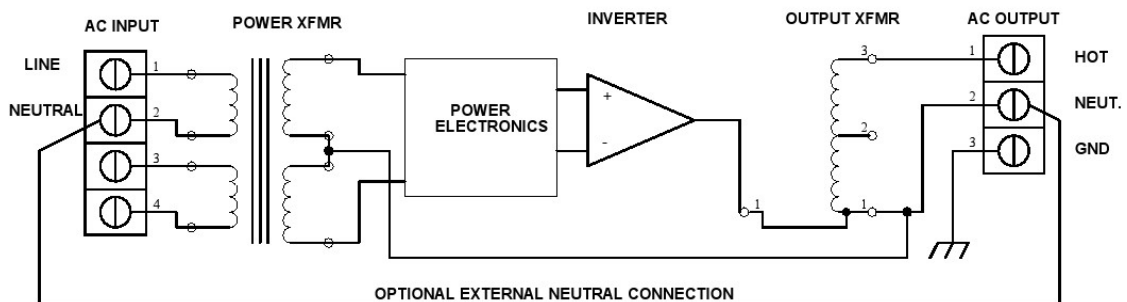 AC INPUT
POWER XFMR
INVERTER
OUTPUT XFMR
AC OUTPUT
LINE
1
3
1
HOT
NEUTRAL
2
POWER
ELECTRONICS
+
-
2
2
NEUT.
3
3
GND
4
1
1
OPTIONAL EXTERNAL NEUTRAL CONNECTION